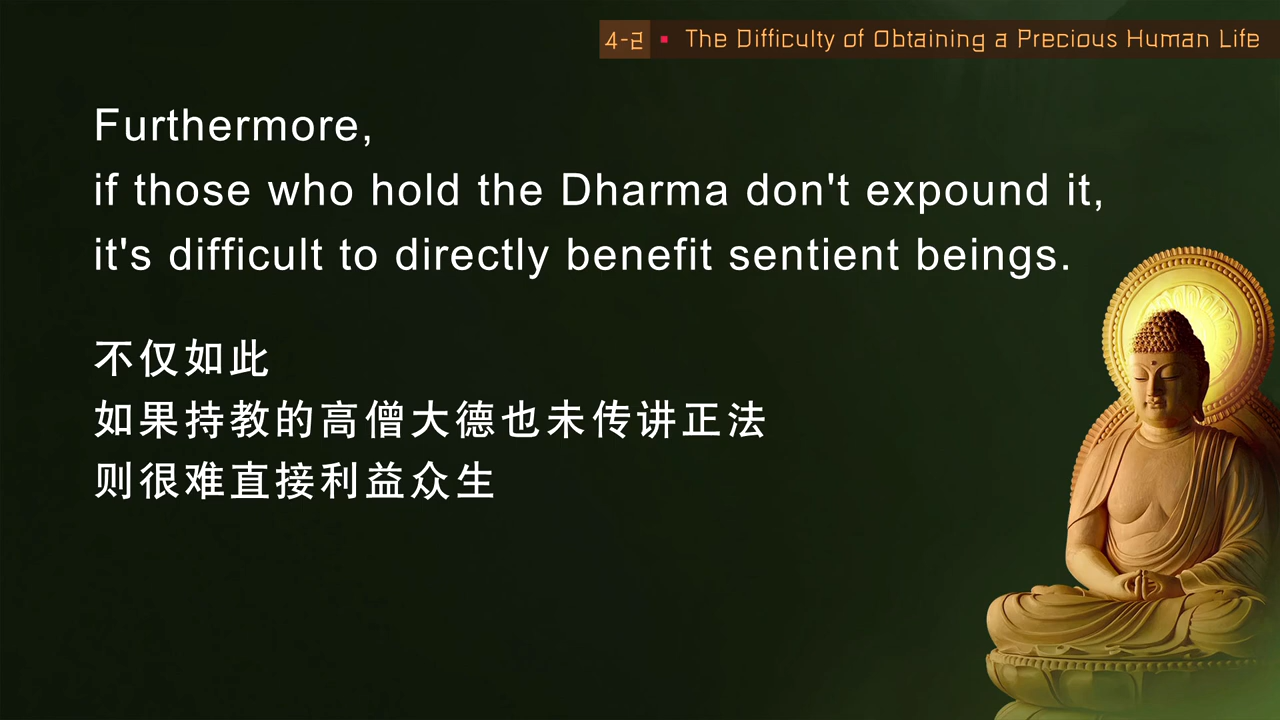 4-2 ▪ The Difficulty of Obtaining a Precious Human Life
Furthermore,
if those who hold the Dharma don't expound it,
it's difficult to directly benefit sentient beings.
不仅如此
如果持教的高僧大德也未传讲正法
则很难直接利益众生